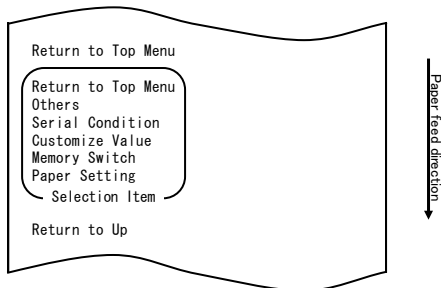 Return to Top Menu
Return to Top Menu
Others
Serial Condition
Customize Value
Memory Switch
Paper Setting
Selection Item
Return to Up
Paper feed direction